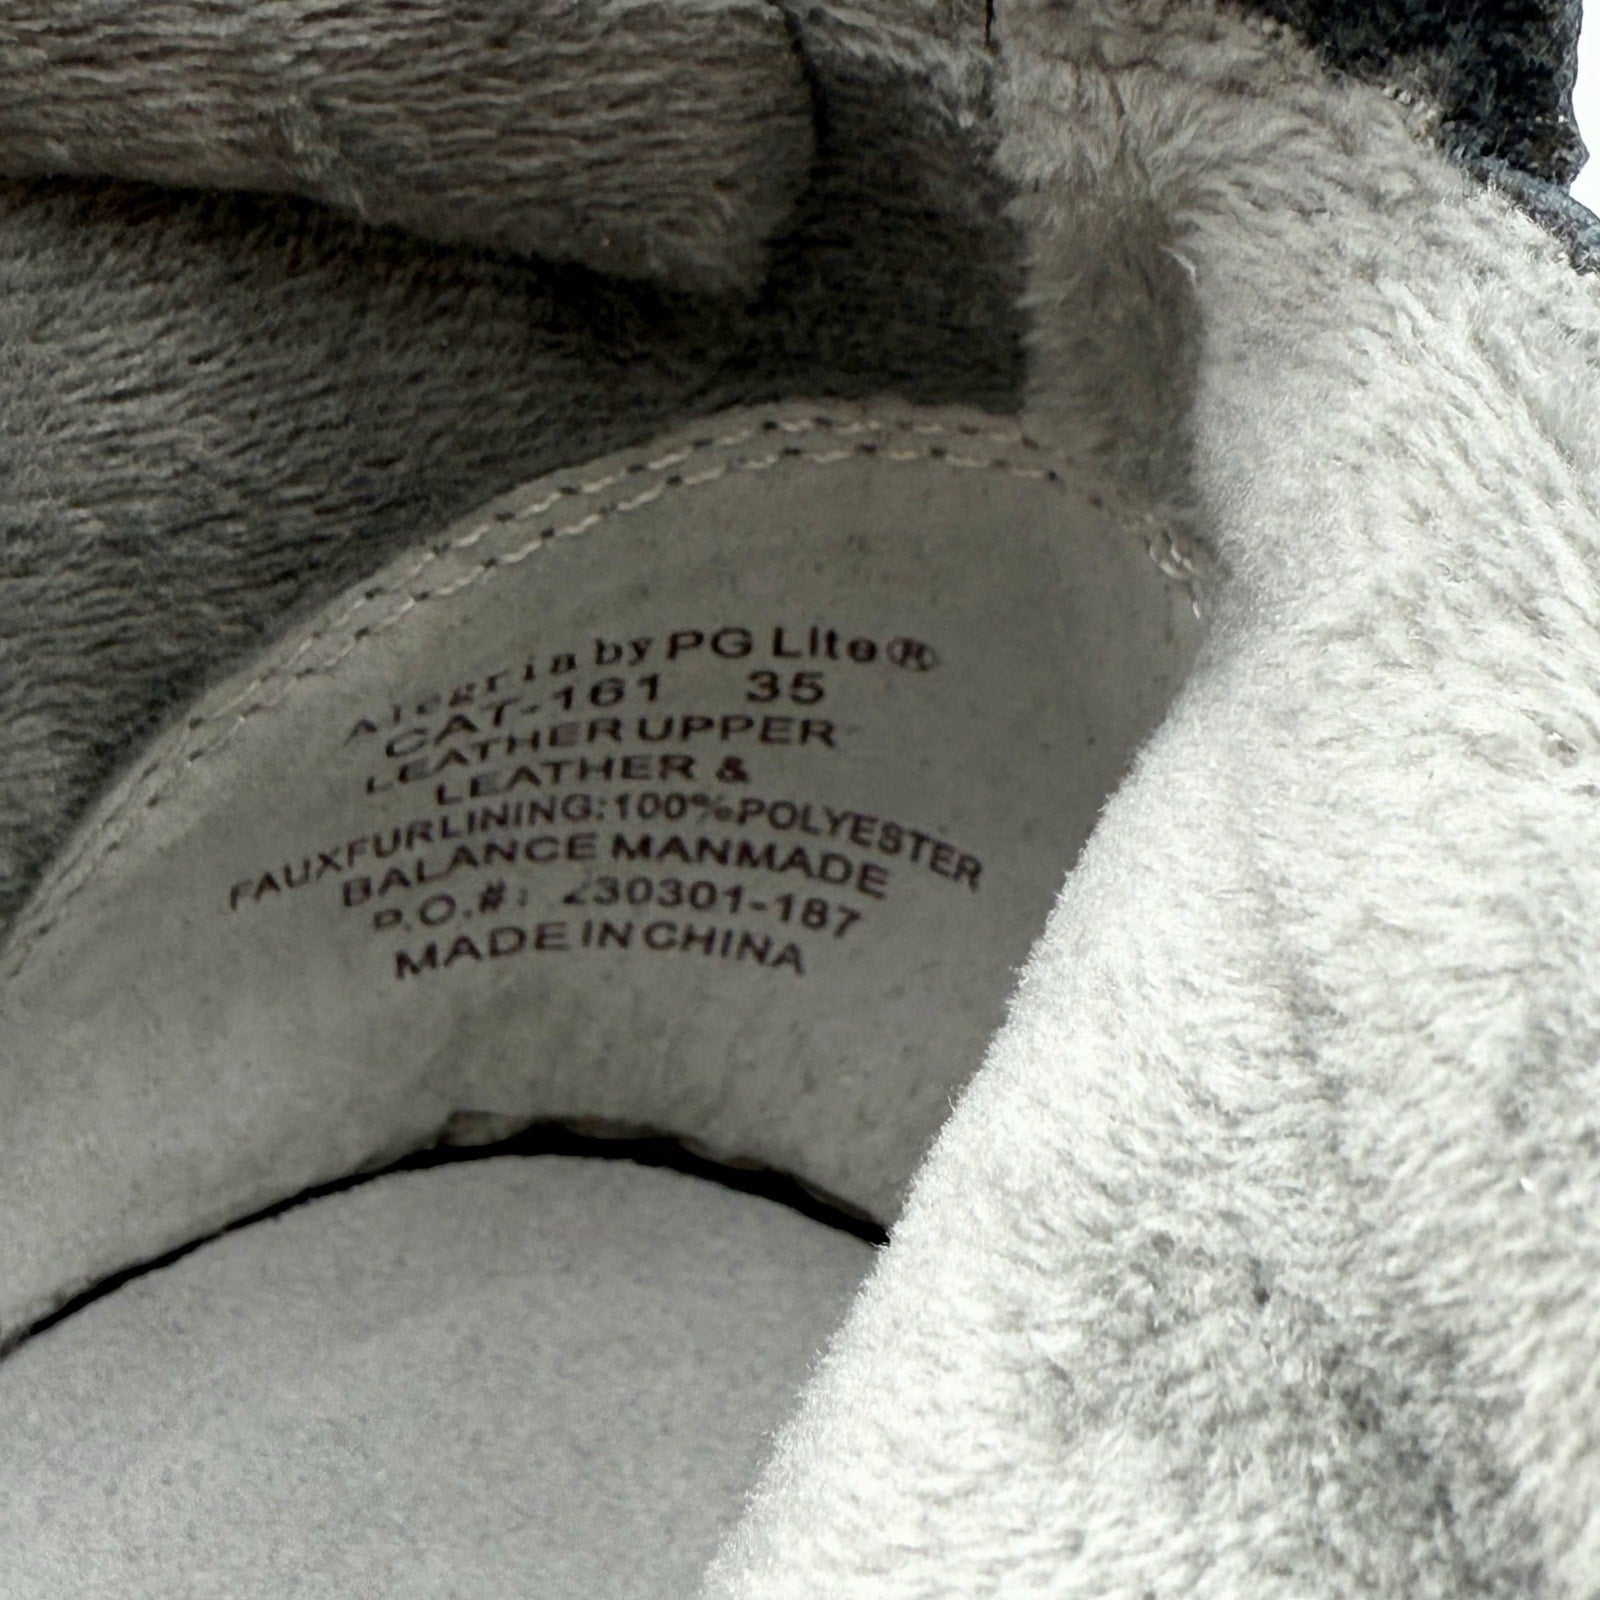 Alegria by PG Lite®
CAT-161 35
LEATHER UPPER
LEATHER &
FAUXFURLINING:100%POLYESTER
BALANCE MANMADE
P.O.#: 230301-187
MADE IN CHINA